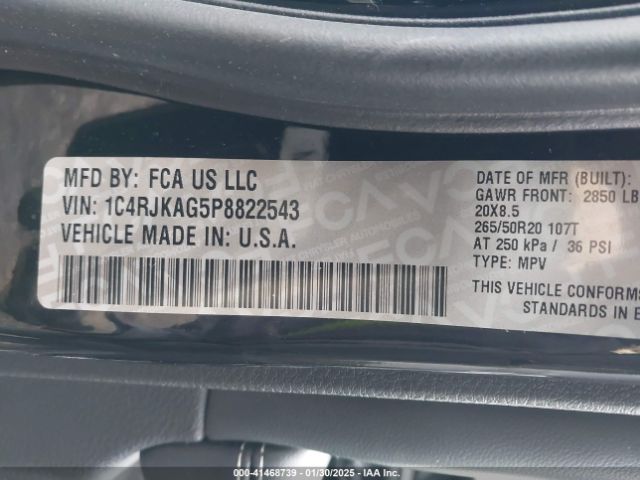 MFD BY: FCA US LLC
VIN: 1C4RJKAG5P8822543
VEHICLE MADE IN: U.S.A.
DATE OF MFR (BUILT):
GAWR FRONT: 2850 LB
20X8.5
265/50R20 107T
AT 250 kPa / 36 PSI
TYPE: MPV
THIS VEHICLE CONFORMS
STANDARDS IN E
000-41468739 - 01/30/2025 - IAAI Branches